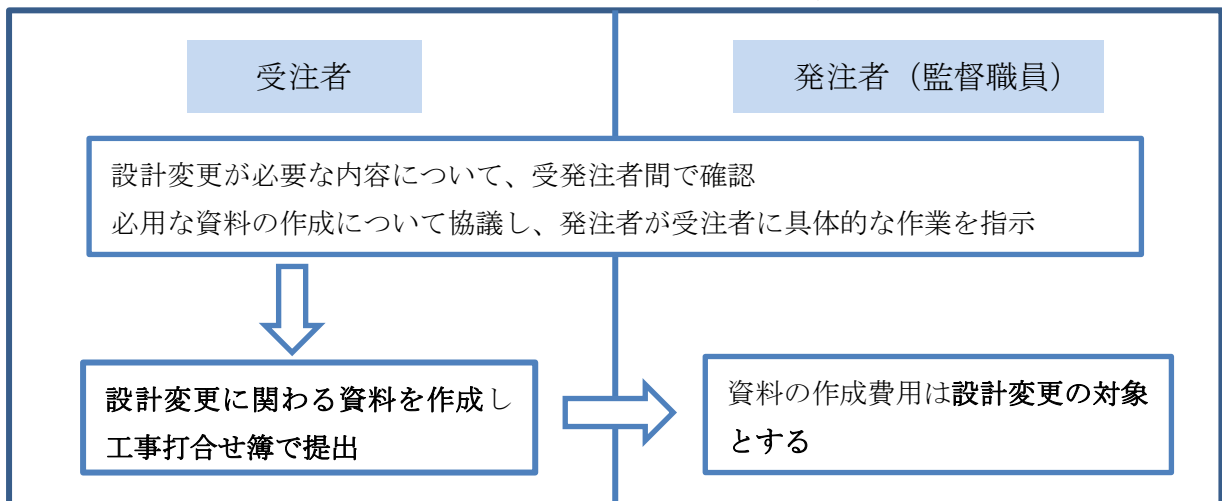 受注者
発注者（監督職員）
設計変更が必要な内容について、受発注者間で確認
必用な資料の作成について協議し、発注者が受注者に具体的な作業を指示
設計変更に関わる資料を作成し
工事打合せ簿で提出
資料の作成費用は設計変更の対象
とする